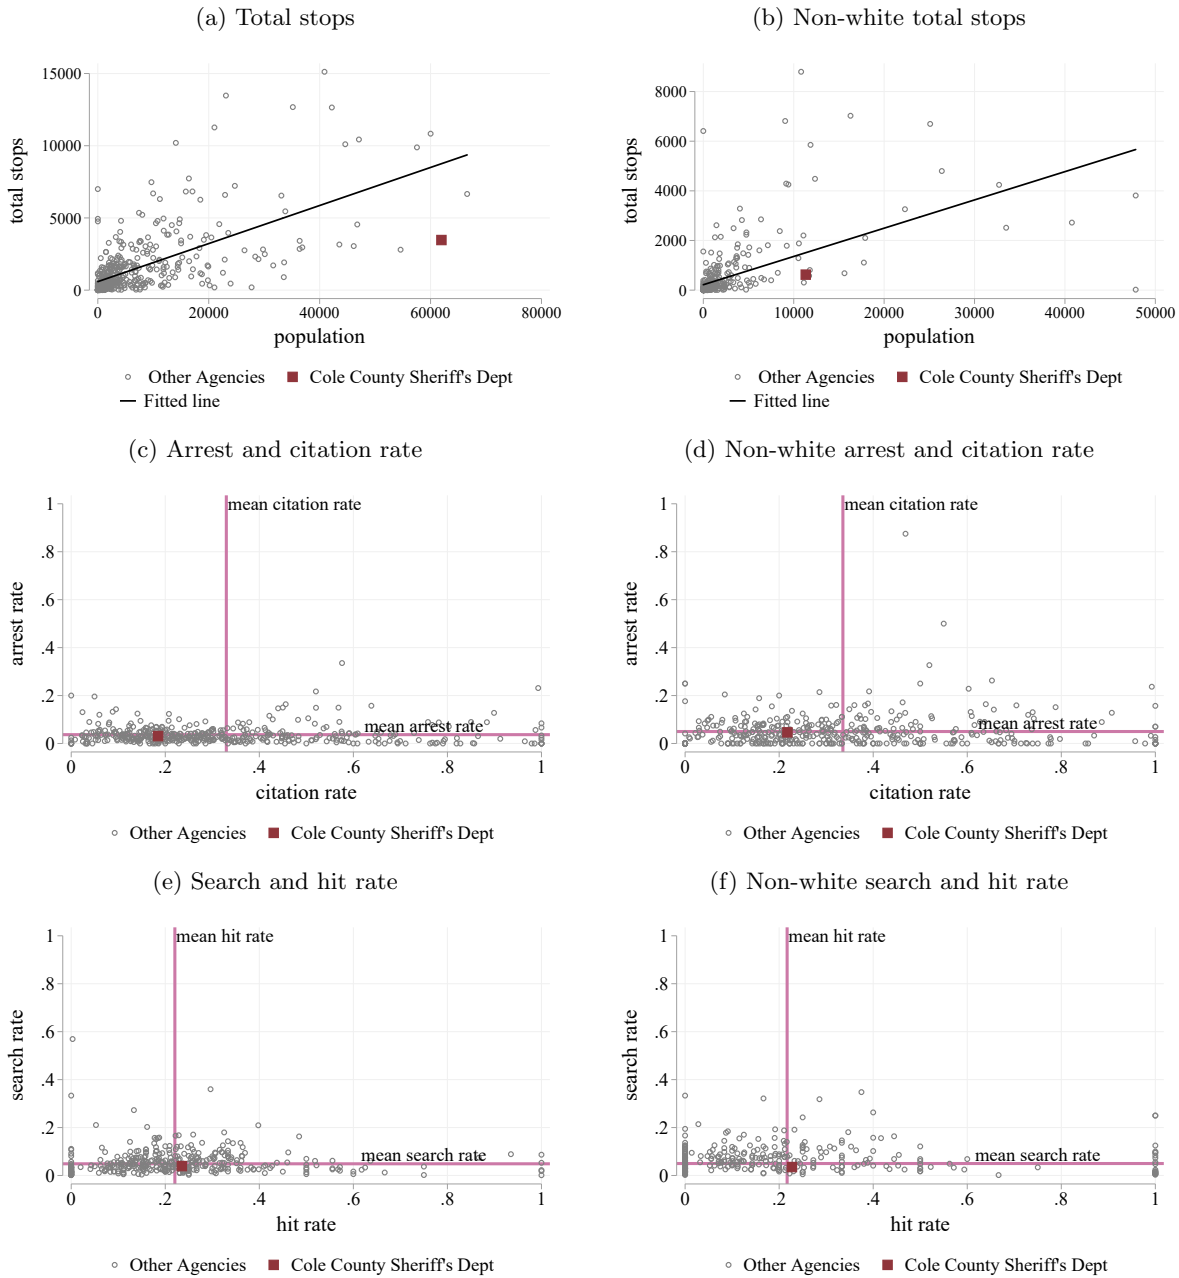 (a) Total stops
15000
10000
5000
0
total stops
0 20000 40000 60000 80000
population
Other Agencies Cole County Sheriff's Dept
Fitted line
(b) Non-white total stops
8000
6000
4000
2000
0
total stops
0 10000 20000 30000 40000 50000
population
Other Agencies Cole County Sheriff's Dept
Fitted line
(c) Arrest and citation rate
1
.8
.6
.4
.2
0
arrest rate
mean citation rate
mean arrest rate
0 .2 .4 .6 .8 1
citation rate
Other Agencies Cole County Sheriff's Dept
(d) Non-white arrest and citation rate
1
.8
.6
.4
.2
0
arrest rate
mean citation rate
mean arrest rate
0 .2 .4 .6 .8 1
citation rate
Other Agencies Cole County Sheriff's Dept
(e) Search and hit rate
1
.8
.6
.4
.2
0
search rate
mean hit rate
mean search rate
0 .2 .4 .6 .8 1
hit rate
Other Agencies Cole County Sheriff's Dept
(f) Non-white search and hit rate
1
.8
.6
.4
.2
0
search rate
mean hit rate
mean search rate
0 .2 .4 .6 .8 1
hit rate
Other Agencies Cole County Sheriff's Dept